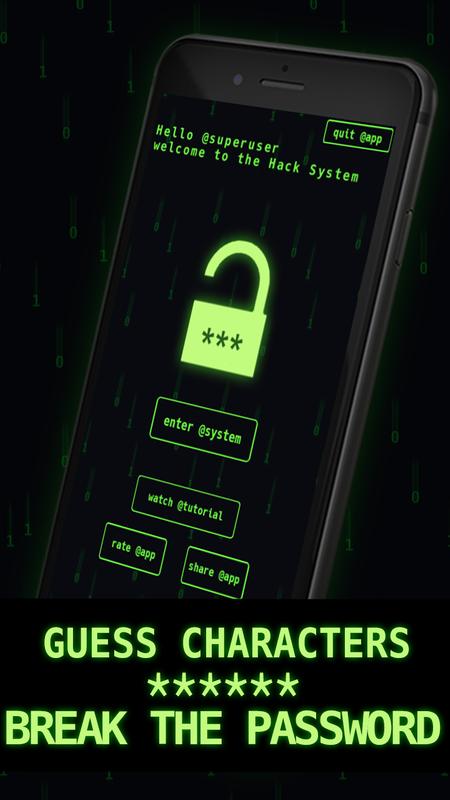 Hello @superuser
quit @app
welcome to the Hack System
***
enter @system
watch @tutorial
rate @app
share @app
GUESS CHARACTERS
******
BREAK THE PASSWORD